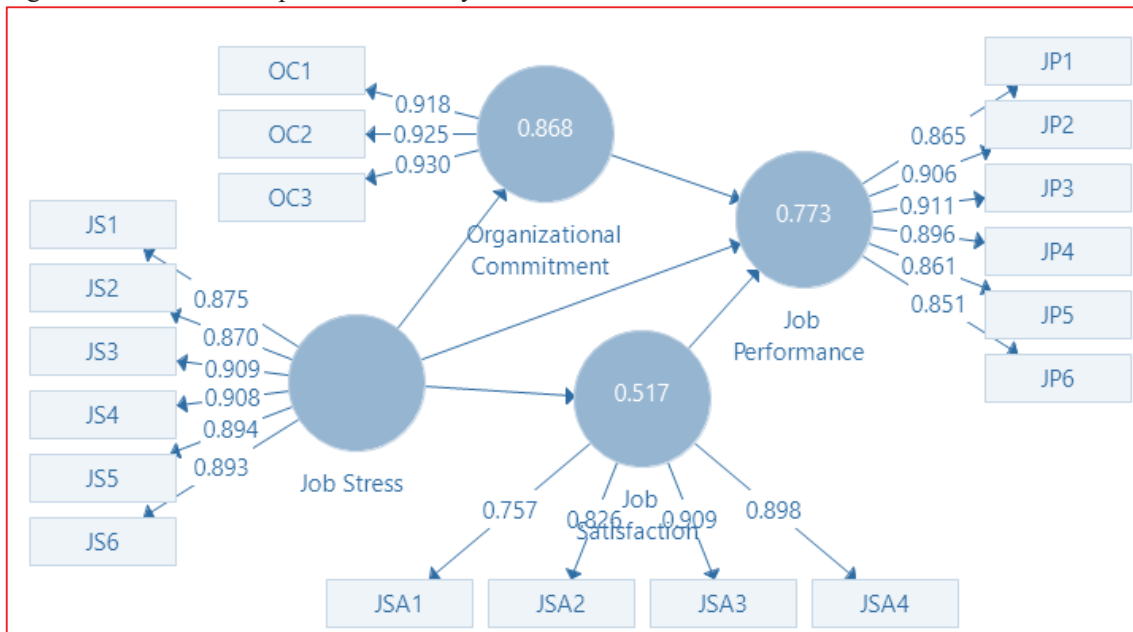 OC1
OC2
OC3
0.918
0.925
0.930
0.868
Organizational
Commitment
JP1
JP2
JP3
JP4
JP5
JP6
0.865
0.906
0.911
0.896
0.861
0.851
0.773
Job
Performance
JS1
JS2
JS3
JS4
JS5
JS6
0.875
0.870
0.909
0.908
0.894
0.893
Job Stress
0.517
Job
Satisfaction
0.757
0.826
0.909
0.898
JSA1
JSA2
JSA3
JSA4